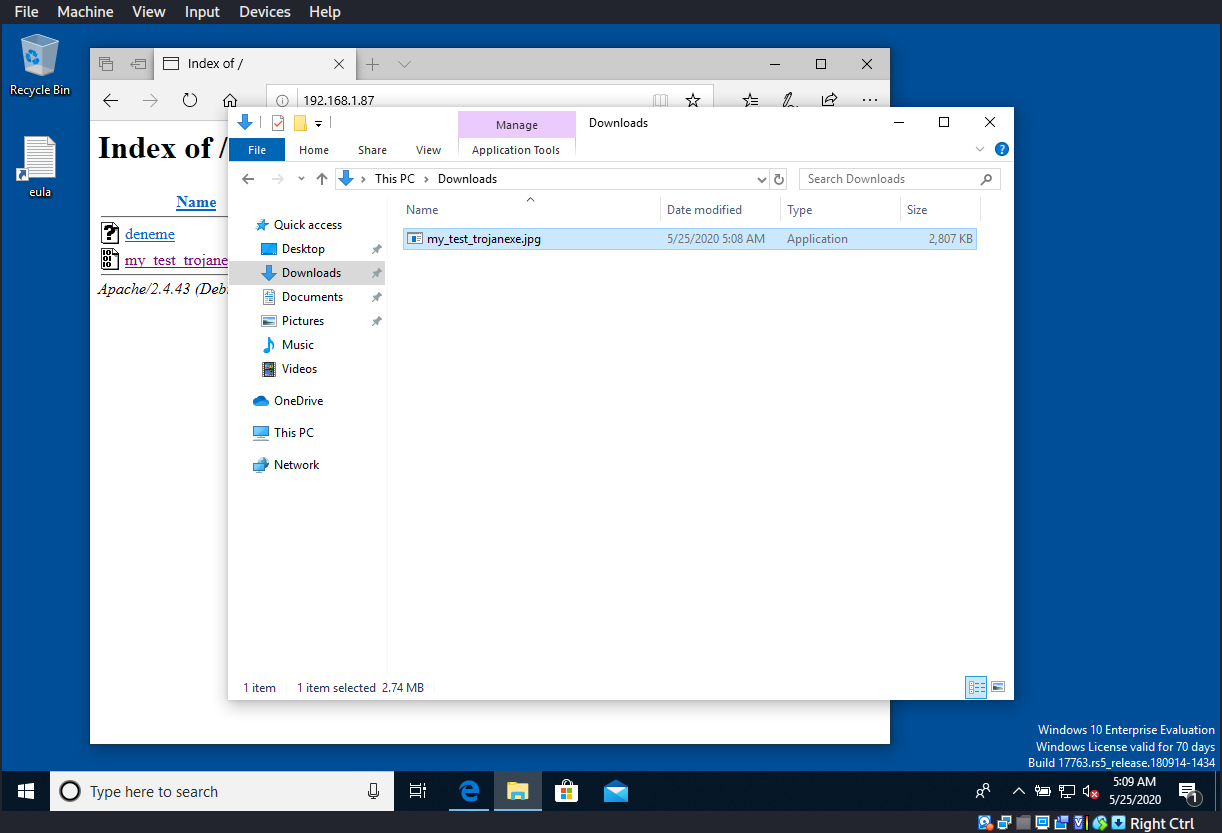 File Machine View Input Devices Help
Recycle Bin
eula
Index of /
192.168.1.87
Index of /
Name
deneme
my_test_trojane
Apache/2.4.43 (Deb
Manage
Downloads
File Home Share View Application Tools
This PC Downloads
Search Downloads
Name Date modified Type Size
my_test_trojanexe.jpg 5/25/2020 5:08 AM Application 2,807 KB
Quick access
Desktop
Downloads
Documents
Pictures
Music
Videos
OneDrive
This PC
Network
1 item 1 item selected 2.74 MB
Windows 10 Enterprise Evaluation
Windows License valid for 70 days
Build 17763.rs5_release.180914-1434
Type here to search
5:09 AM
5/25/2020
1
Right Ctrl